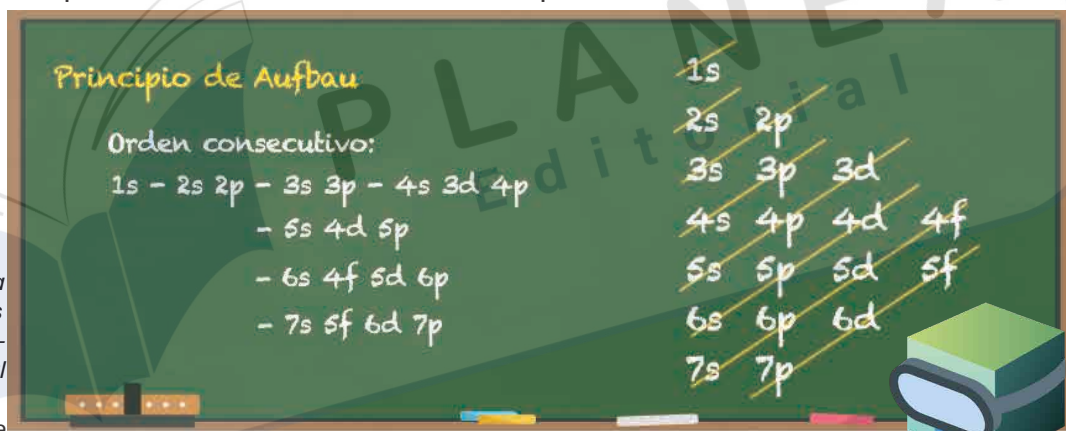 PLANE
Editorial
Principio de Aufbau
Orden consecutivo:
1s - 2s 2p - 3s 3p - 4s 3d 4p
- 5s 4d 5p
- 6s 4f 5d 6p
- 7s 5f 6d 7p
1s
2s 2p
3s 3p 3d
4s 4p 4d 4f
5s 5p 5d 5f
6s 6p 6d
7s 7p